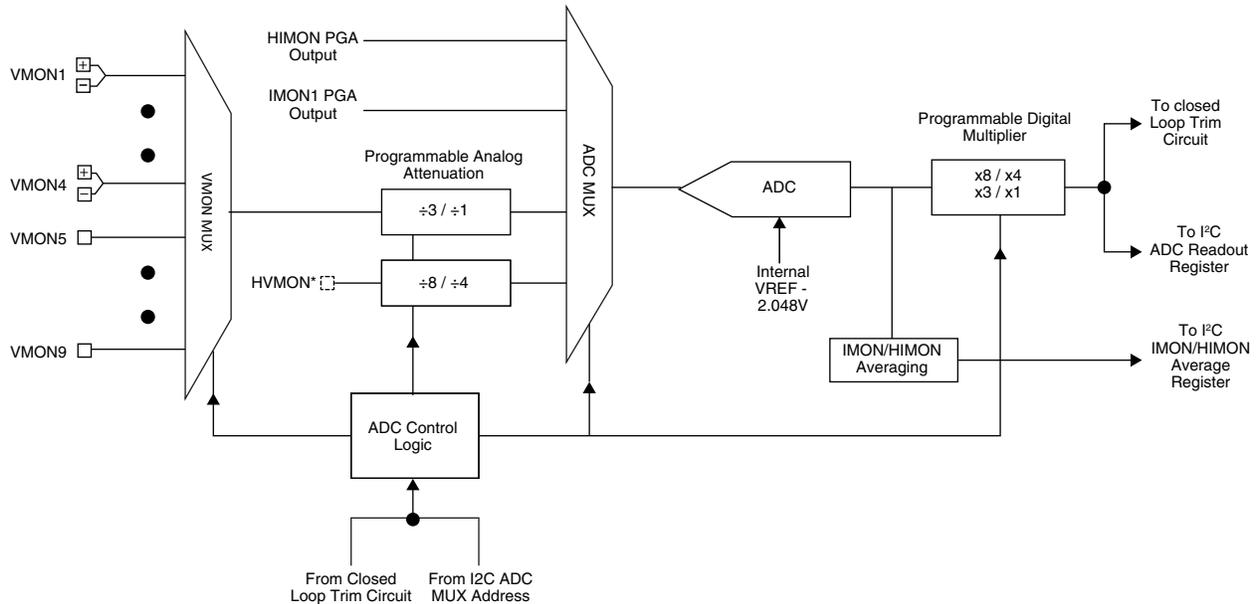 HIMON PGA
Output
VMON1
+
−
IMON1 PGA
Output
To closed
Loop Trim
Circuit
Programmable Digital
Multiplier
Programmable Analog
Attenuation
VMON4
+
−
VMON MUX
ADC MUX
ADC
x8 / x4
x3 / x1
÷3 / ÷1
VMON5
To I²C
ADC Readout
Register
HVMON*
÷8 / ÷4
Internal
VREF -
2.048V
VMON9
IMON/HIMON
Averaging
To I²C
IMON/HIMON
Average
Register
ADC Control
Logic
From Closed
Loop Trim Circuit
From I2C ADC
MUX Address